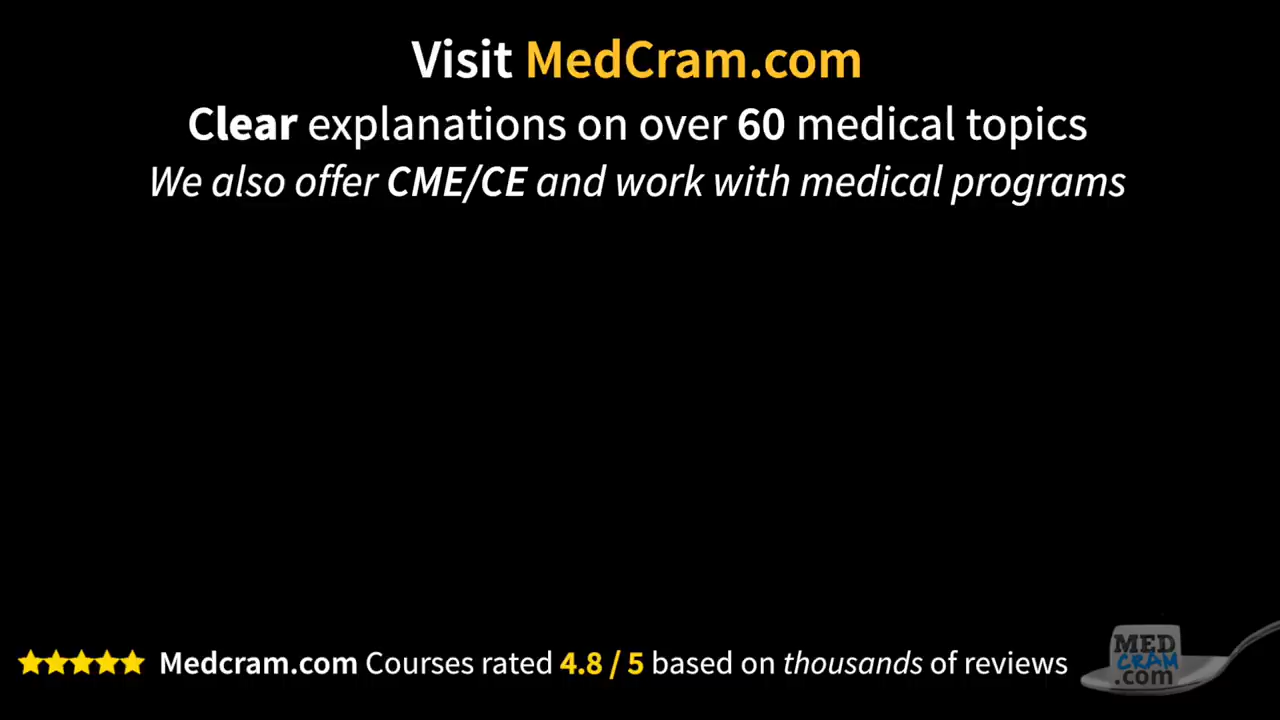 Visit MedCram.com
Clear explanations on over 60 medical topics
We also offer CME/CE and work with medical programs
Medcram.com Courses rated 4.8 / 5 based on thousands of reviews
MED
CRAM
.com